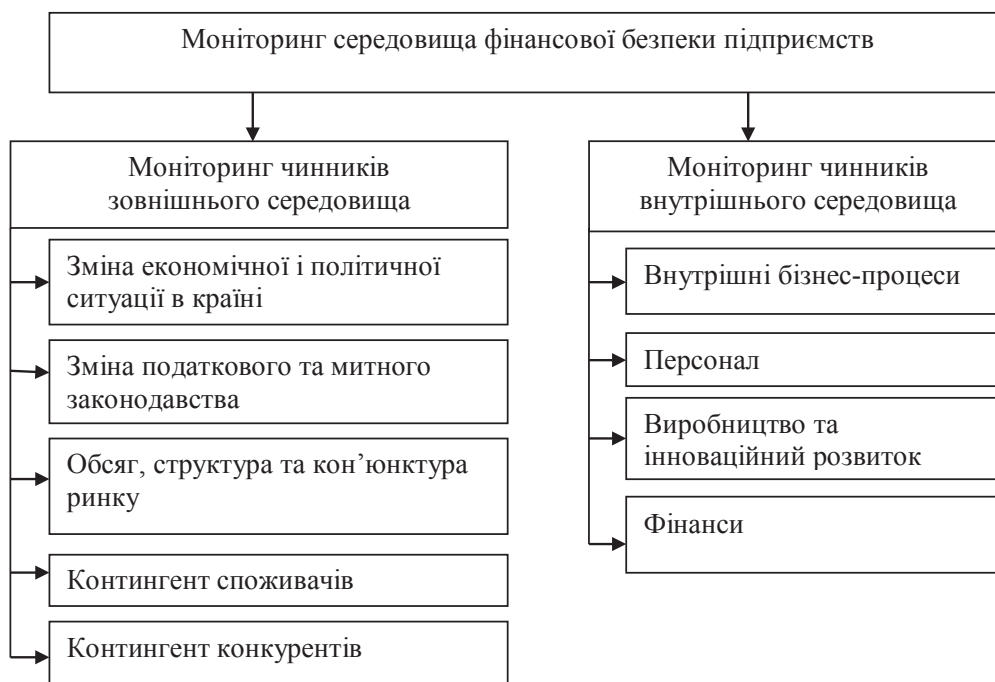 Моніторинг середовища фінансової безпеки підприємств
Моніторинг чинників
зовнішнього середовища
Зміна економічної і політичної
ситуації в країні
Зміна податкового та митного
законодавства
Обсяг, структура та кон’юнктура
ринку
Контингент споживачів
Контингент конкурентів
Моніторинг чинників
внутрішнього середовища
Внутрішні бізнес-процеси
Персонал
Виробництво та
інноваційний розвиток
Фінанси